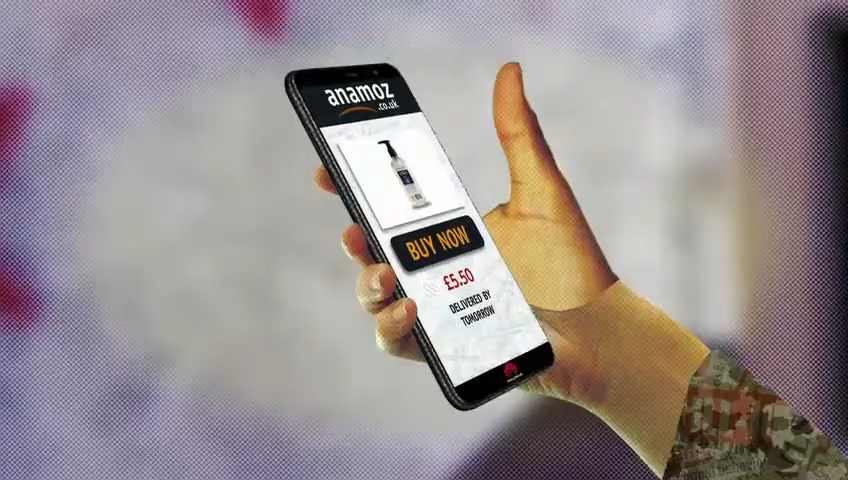 anamoz
.co.uk
BUY NOW
£5.50
DELIVERED BY
TOMORROW